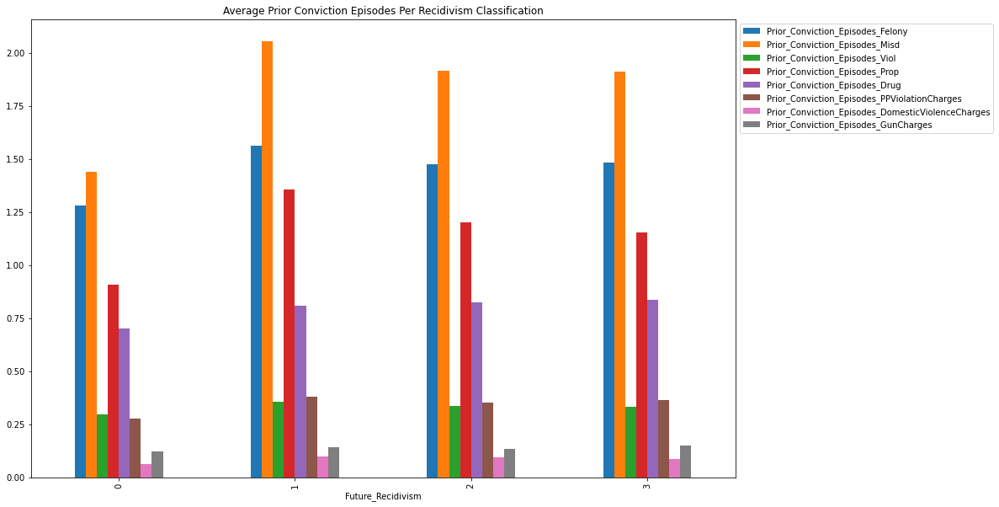 Average Prior Conviction Episodes Per Recidivism Classification
2.00
1.75
1.50
1.25
1.00
0.75
0.50
0.25
0.00
0
1
2
3
Future_Recidivism
Prior_Conviction_Episodes_Felony
Prior_Conviction_Episodes_Misd
Prior_Conviction_Episodes_Viol
Prior_Conviction_Episodes_Prop
Prior_Conviction_Episodes_Drug
Prior_Conviction_Episodes_PPViolationCharges
Prior_Conviction_Episodes_DomesticViolenceCharges
Prior_Conviction_Episodes_GunCharges